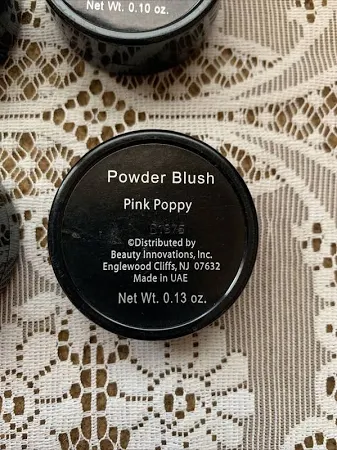 Net Wt. 0.10 oz.
Powder Blush
Pink Poppy
©Distributed by
Beauty Innovations, Inc.
Englewood Cliffs, NJ 07632
Made in UAE
Net Wt. 0.13 oz.